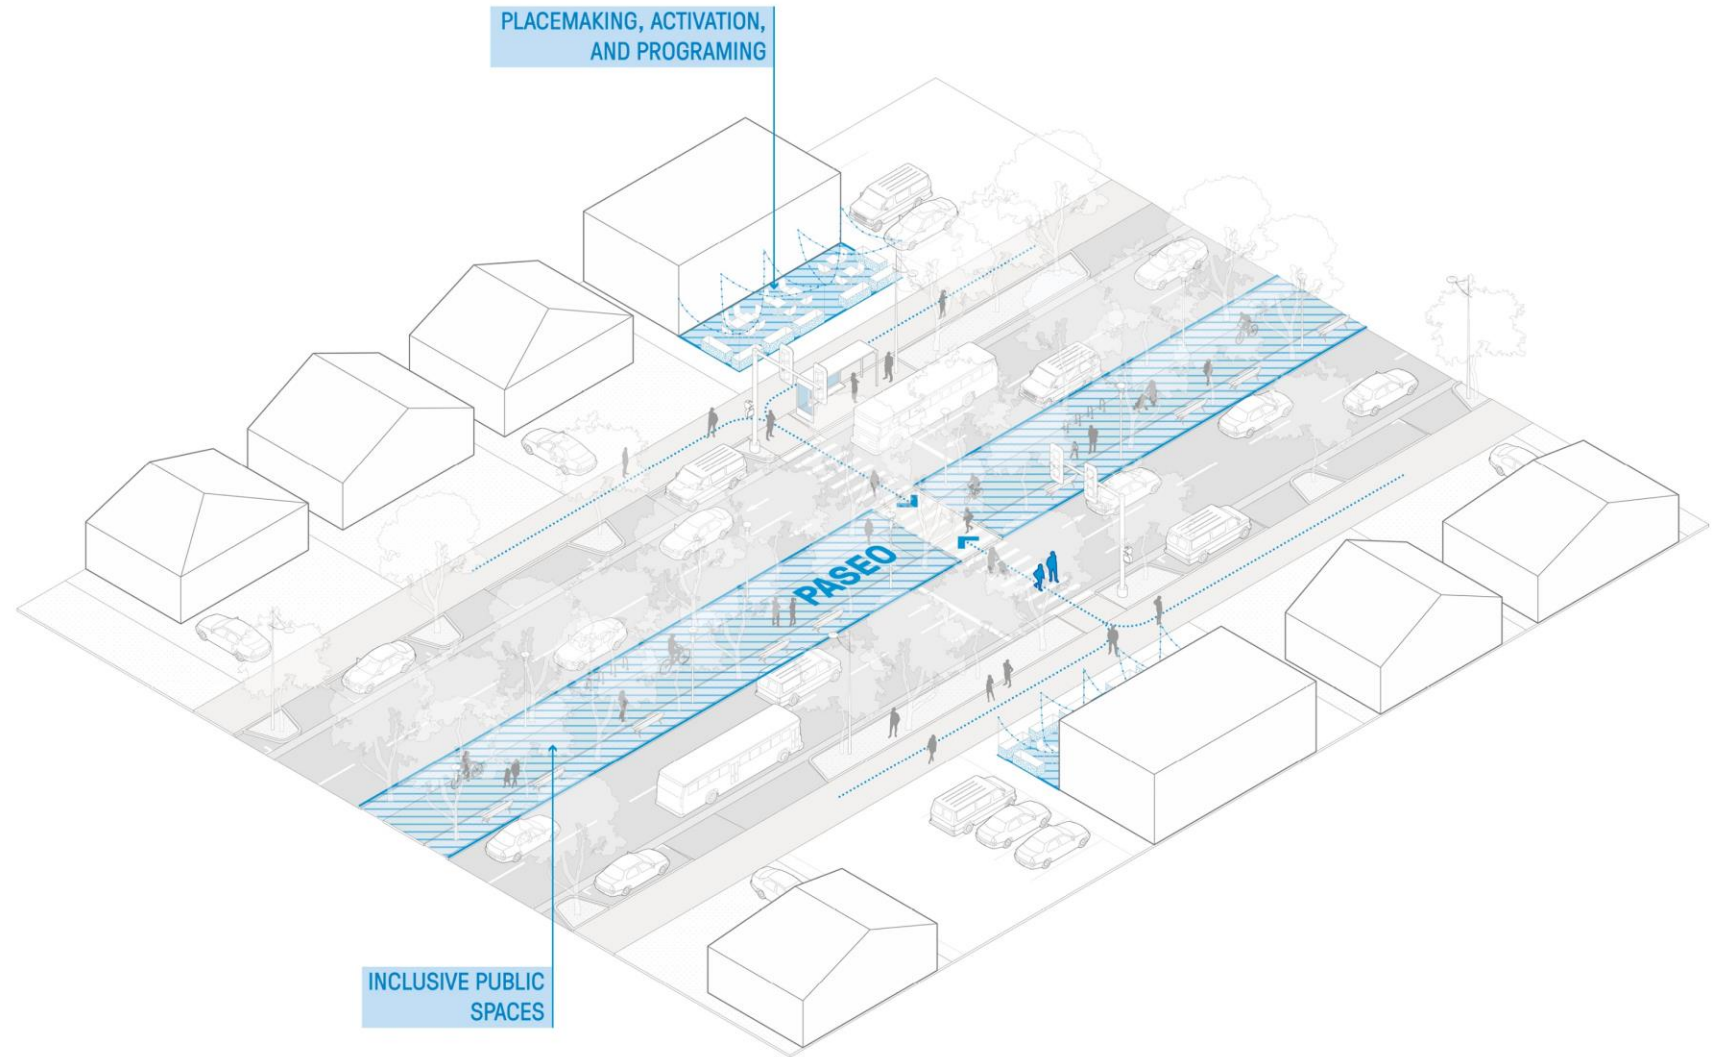 PLACEMAKING, ACTIVATION,
AND PROGRAMING
PASEO
INCLUSIVE PUBLIC
SPACES